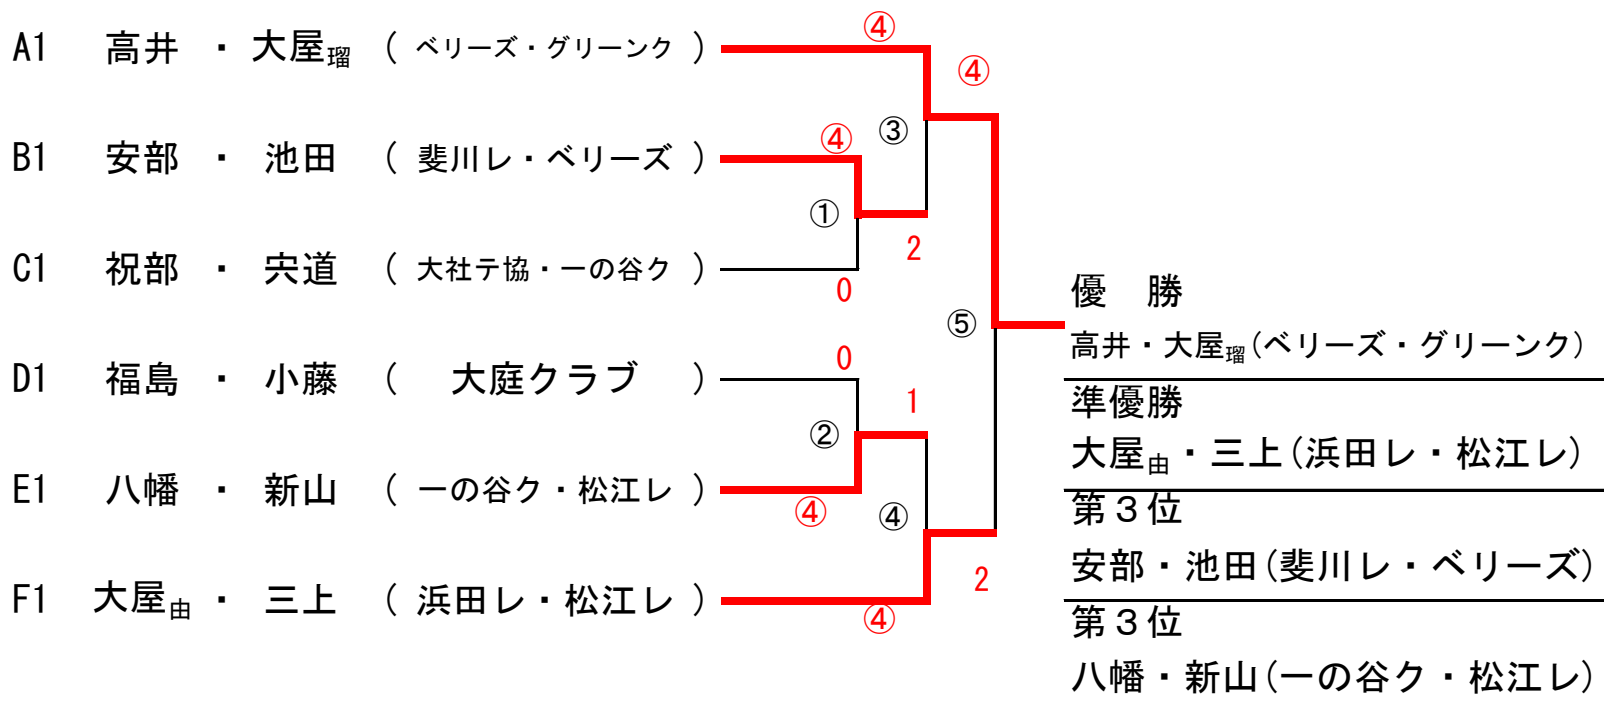 A1 高井 ・ 大屋瑠 ( ベリーズ・グリーンク )
④
④
B1 安部 ・ 池田 ( 斐川レ・ベリーズ )
④
③
①
2
C1 祝部 ・ 宍道 ( 大社テ協・一の谷ク )
0
⑤
優　勝
高井・大屋瑠(ベリーズ・グリーンク)
D1 福島 ・ 小藤 ( 大庭クラブ )
0
1
②
準優勝
大屋由・三上(浜田レ・松江レ)
E1 八幡 ・ 新山 ( 一の谷ク・松江レ )
④
④
第３位
安部・池田(斐川レ・ベリーズ)
F1 大屋由 ・ 三上 ( 浜田レ・松江レ )
④
2
第３位
八幡・新山(一の谷ク・松江レ)